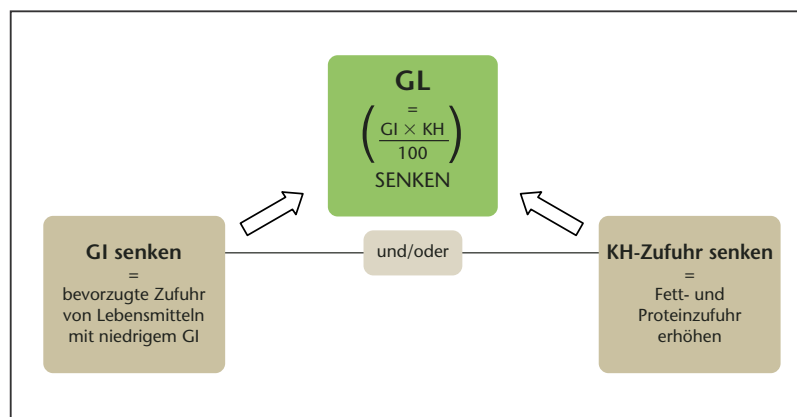 GL
=
(GI × KH
100)
SENKEN
GI senken
=
bevorzugte Zufuhr
von Lebensmitteln
mit niedrigem GI
und/oder
KH-Zufuhr senken
=
Fett- und
Proteinzufuhr
erhöhen